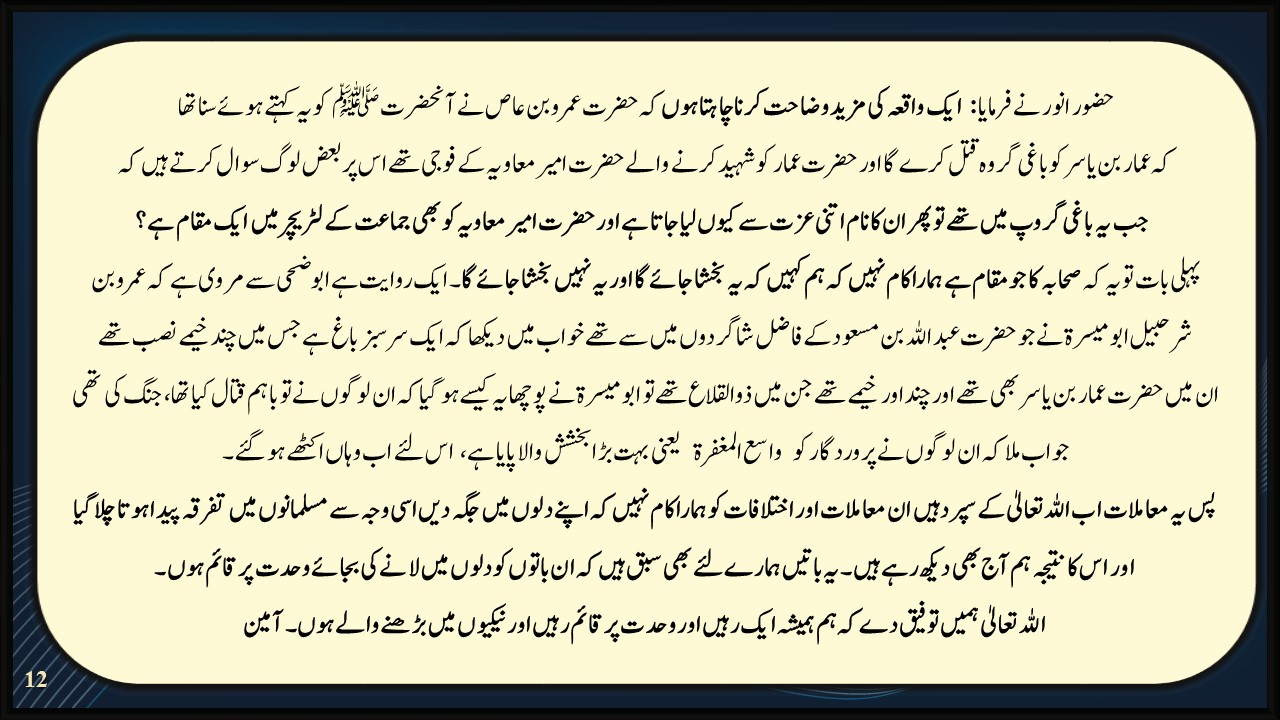 حضور انور نے فرمایا: ایک واقعہ کی مزید وضاحت کرنا چاہتا ہوں کہ حضرت عمرو بن عاص نے آنحضرت ﷺ کو یہ کہتے ہوئے سنا تھا
کہ عمار بن یاسر کو باغی گروہ قتل کرے گا اور حضرت عمار کو شہید کرنے والے حضرت امیر معاویہ کے فوجی تھے اس پر بعض لوگ سوال کرتے ہیں کہ
جب یہ باغی گروپ میں تھے تو پھر ان کا نام اتنی عزت سے کیوں لیا جاتا ہے اور حضرت امیر معاویہ کو بھی جماعت کے لٹریچر میں ایک مقام ہے؟
پہلی بات تو یہ کہ صحابہ کا جو مقام ہے ہمارا کام نہیں کہ ہم کہیں کہ یہ بخشا جائے گا اور یہ نہیں بخشا جائے گا۔ ایک روایت ہے ابوضحی سے مروی ہے کہ عمرو بن
شرحبیل ابو میسرۃ نے جو حضرت عبد اللہ بن مسعود کے فاضل شاگردوں میں سے تھے خواب میں دیکھا کہ ایک سرسبز باغ ہے جس میں چند خیمے نصب تھے
ان میں حضرت عمار بن یاسر بھی تھے اور چند اور خیمے تھے جن میں ذوالقلاع تھے تو ابو میسرۃ نے پوچھا یہ کیسے ہو گیا کہ ان لوگوں نے تو باہم قتال کیا تھا، جنگ کی تھی
جواب ملا کہ ان لوگوں نے پروردگار کو واسع المغفرۃ یعنی بہت بڑا بخشش والا پایا ہے، اس لئے اب وہاں اکٹھے ہو گئے۔
پس یہ معاملات اب اللہ تعالیٰ کے سپرد ہیں ان معاملات اور اختلافات کو ہمارا کام نہیں کہ اپنے دلوں میں جگہ دیں اسی وجہ سے مسلمانوں میں تفرقہ پیدا ہوتا چلا گیا
اور اس کا نتیجہ ہم آج بھی دیکھ رہے ہیں۔ یہ باتیں ہمارے لئے بھی سبق ہیں کہ ان باتوں کو دلوں میں لانے کی بجائے وحدت پر قائم ہوں۔
اللہ تعالیٰ ہمیں توفیق دے کہ ہم ہمیشہ ایک رہیں اور وحدت پر قائم رہیں اور نیکیوں میں بڑھنے والے ہوں۔ آمین
12